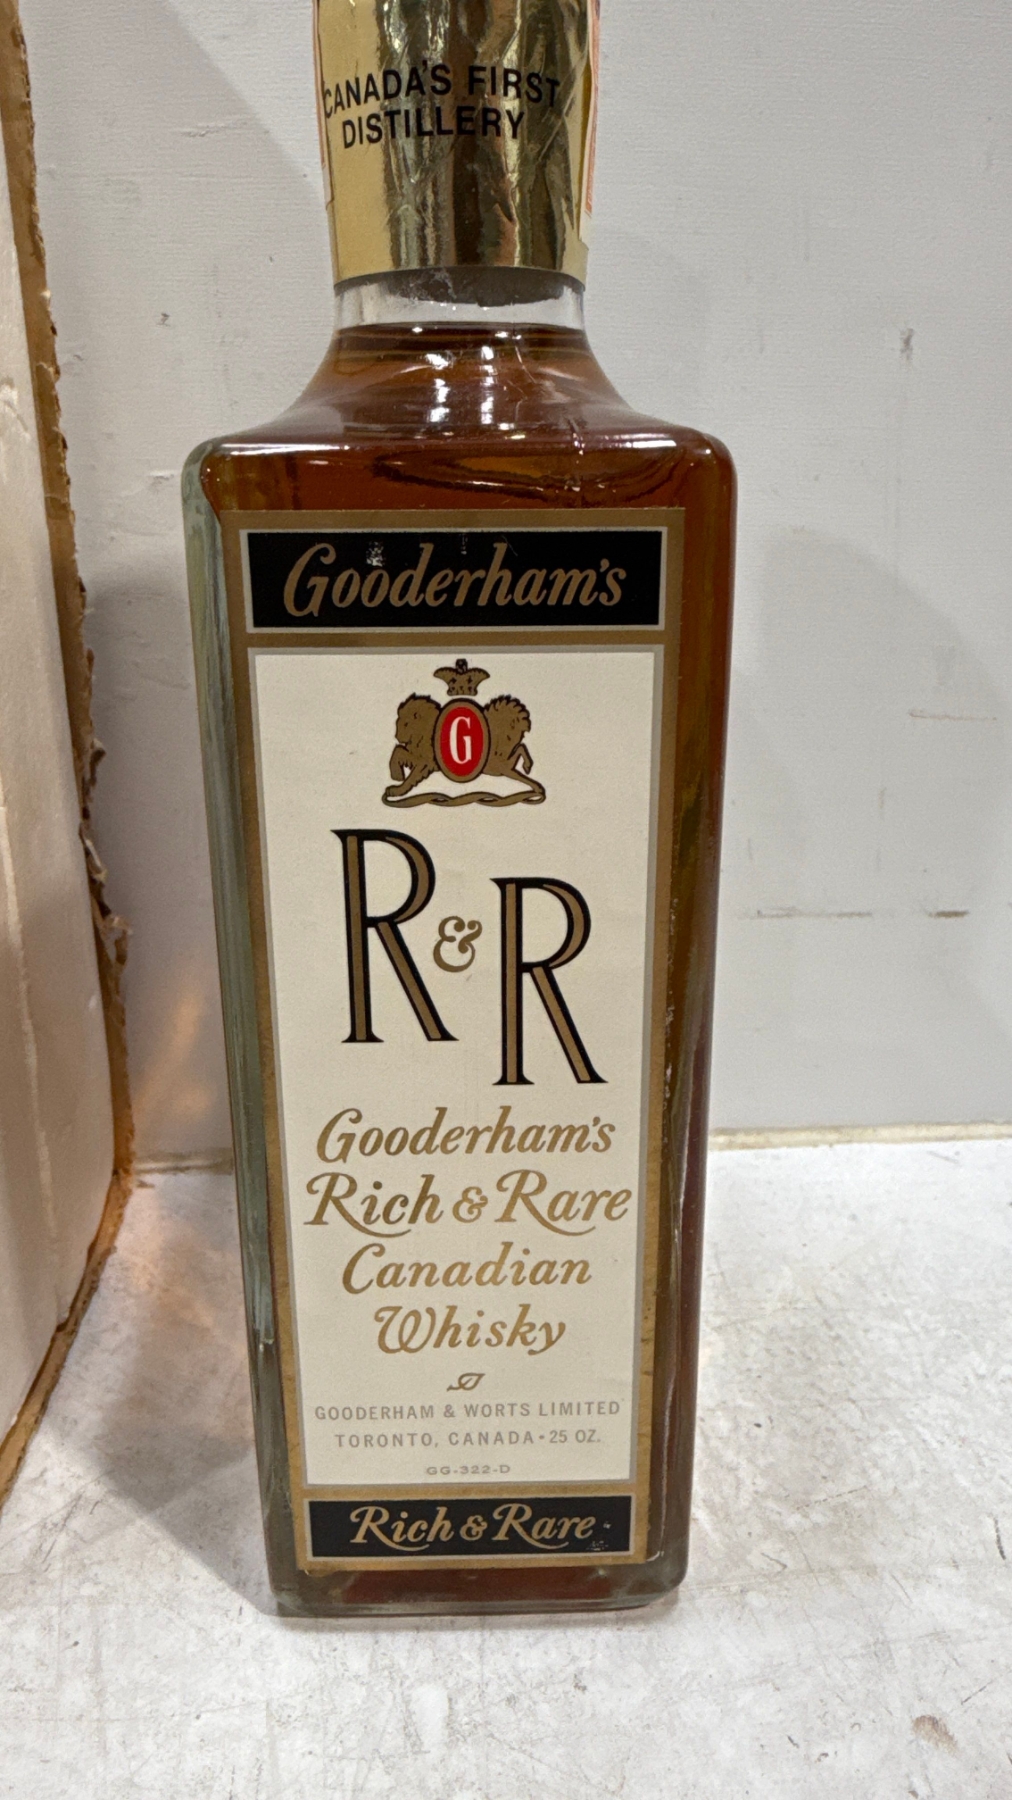 CANADA'S FIRST
DISTILLERY
Gooderham's
G
R & R
Gooderham's
Rich & Rare
Canadian
Whisky
GOODERHAM & WORTS LIMITED
TORONTO, CANADA • 25 OZ.
GG-322-D
Rich & Rare